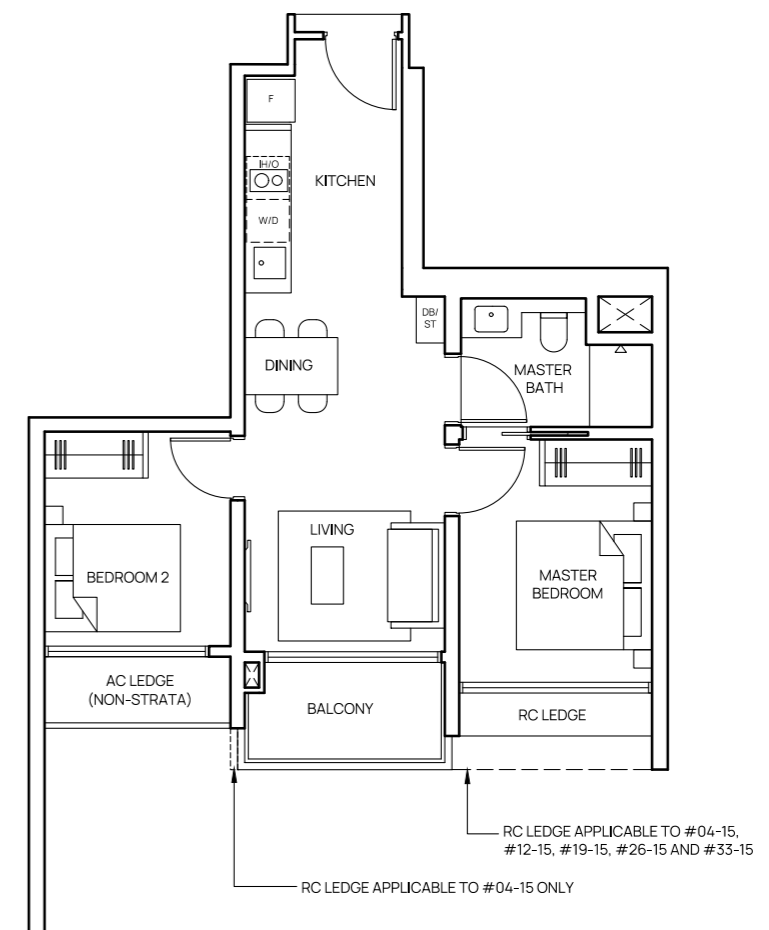 F
H/O
KITCHEN
W/D
DB/
ST
DINING
MASTER
BATH
LIVING
BEDROOM 2
MASTER
BEDROOM
AC LEDGE
(NON-STRATA)
BALCONY
RC LEDGE
RC LEDGE APPLICABLE TO #04-15,
#12-15, #19-15, #26-15 AND #33-15
RC LEDGE APPLICABLE TO #04-15 ONLY